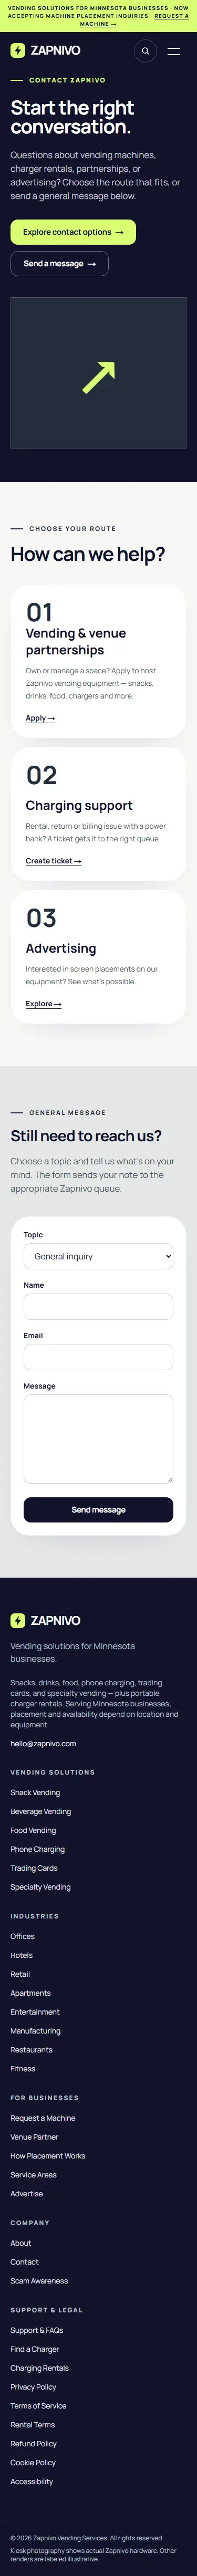 VENDING SOLUTIONS FOR MINNESOTA BUSINESSES · NOW
ACCEPTING MACHINE PLACEMENT INQUIRIES REQUEST A
MACHINE →
ZAPNIVO
CONTACT ZAPNIVO
Start the right
conversation.
Questions about vending machines,
charger rentals, partnerships, or
advertising? Choose the route that fits, or
send a general message below.
Explore contact options →
Send a message →
↗
CHOOSE YOUR ROUTE
How can we help?
01
Vending & venue
partnerships
Own or manage a space? Apply to host
Zapnivo vending equipment — snacks,
drinks, food, chargers and more.
Apply →
02
Charging support
Rental, return or billing issue with a power
bank? A ticket gets it to the right queue.
Create ticket →
03
Advertising
Interested in screen placements on our
equipment? See what's possible.
Explore →
GENERAL MESSAGE
Still need to reach us?
Choose a topic and tell us what's on your
mind. The form sends your note to the
appropriate Zapnivo queue.
Topic
General inquiry
Name
Email
Message
Send message
ZAPNIVO
Vending solutions for Minnesota
businesses.
Snacks, drinks, food, phone charging, trading
cards, and specialty vending — plus portable
charger rentals. Serving Minnesota businesses;
placement and availability depend on location and
equipment.
hello@zapnivo.com
VENDING SOLUTIONS
Snack Vending
Beverage Vending
Food Vending
Phone Charging
Trading Cards
Specialty Vending
INDUSTRIES
Offices
Hotels
Retail
Apartments
Entertainment
Manufacturing
Restaurants
Fitness
FOR BUSINESSES
Request a Machine
Venue Partner
How Placement Works
Service Areas
Advertise
COMPANY
About
Contact
Scam Awareness
SUPPORT & LEGAL
Support & FAQs
Find a Charger
Charging Rentals
Privacy Policy
Terms of Service
Rental Terms
Refund Policy
Cookie Policy
Accessibility
© 2026 Zapnivo Vending Services. All rights reserved.
Kiosk photography shows actual Zapnivo hardware. Other
renders are labeled illustrative.